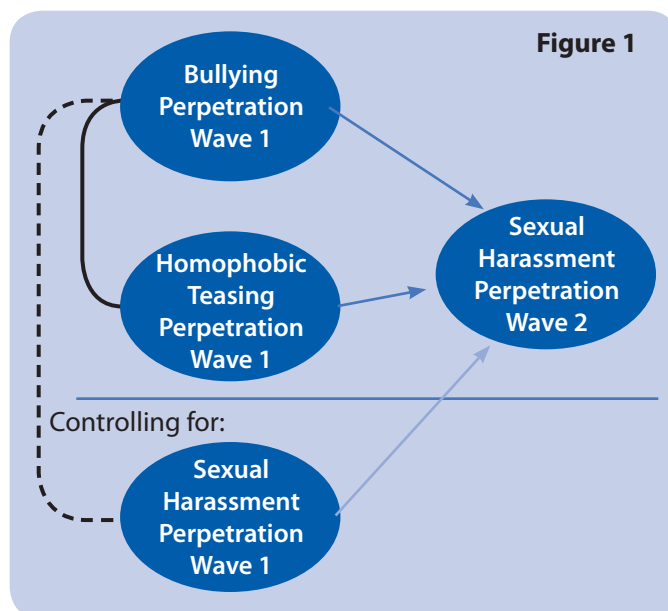 Figure 1
Bullying
Perpetration
Wave 1
Homophobic
Teasing
Perpetration
Wave 1
Sexual
Harassment
Perpetration
Wave 2
Controlling for:
Sexual
Harassment
Perpetration
Wave 1